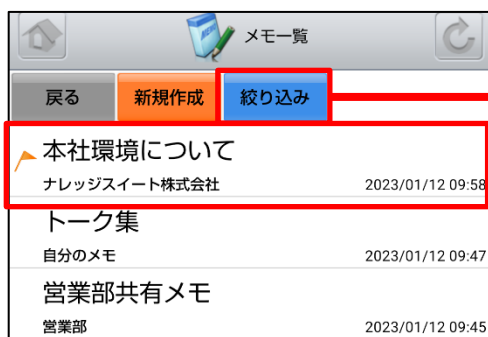 メモ一覧
戻る 新規作成 絞り込み
本社環境について
ナレッジスイート株式会社 2023/01/12 09:58
トーク集
自分のメモ 2023/01/12 09:47
営業部共有メモ
営業部 2023/01/12 09:45